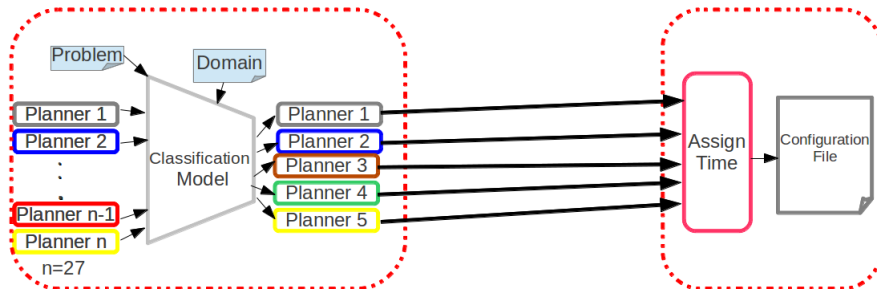 Problem
Domain
Planner 1
Planner 2
.
.
.
Planner n-1
Planner n
n=27
Classification
Model
Planner 1
Planner 2
Planner 3
Planner 4
Planner 5
Assign
Time
Configuration
File